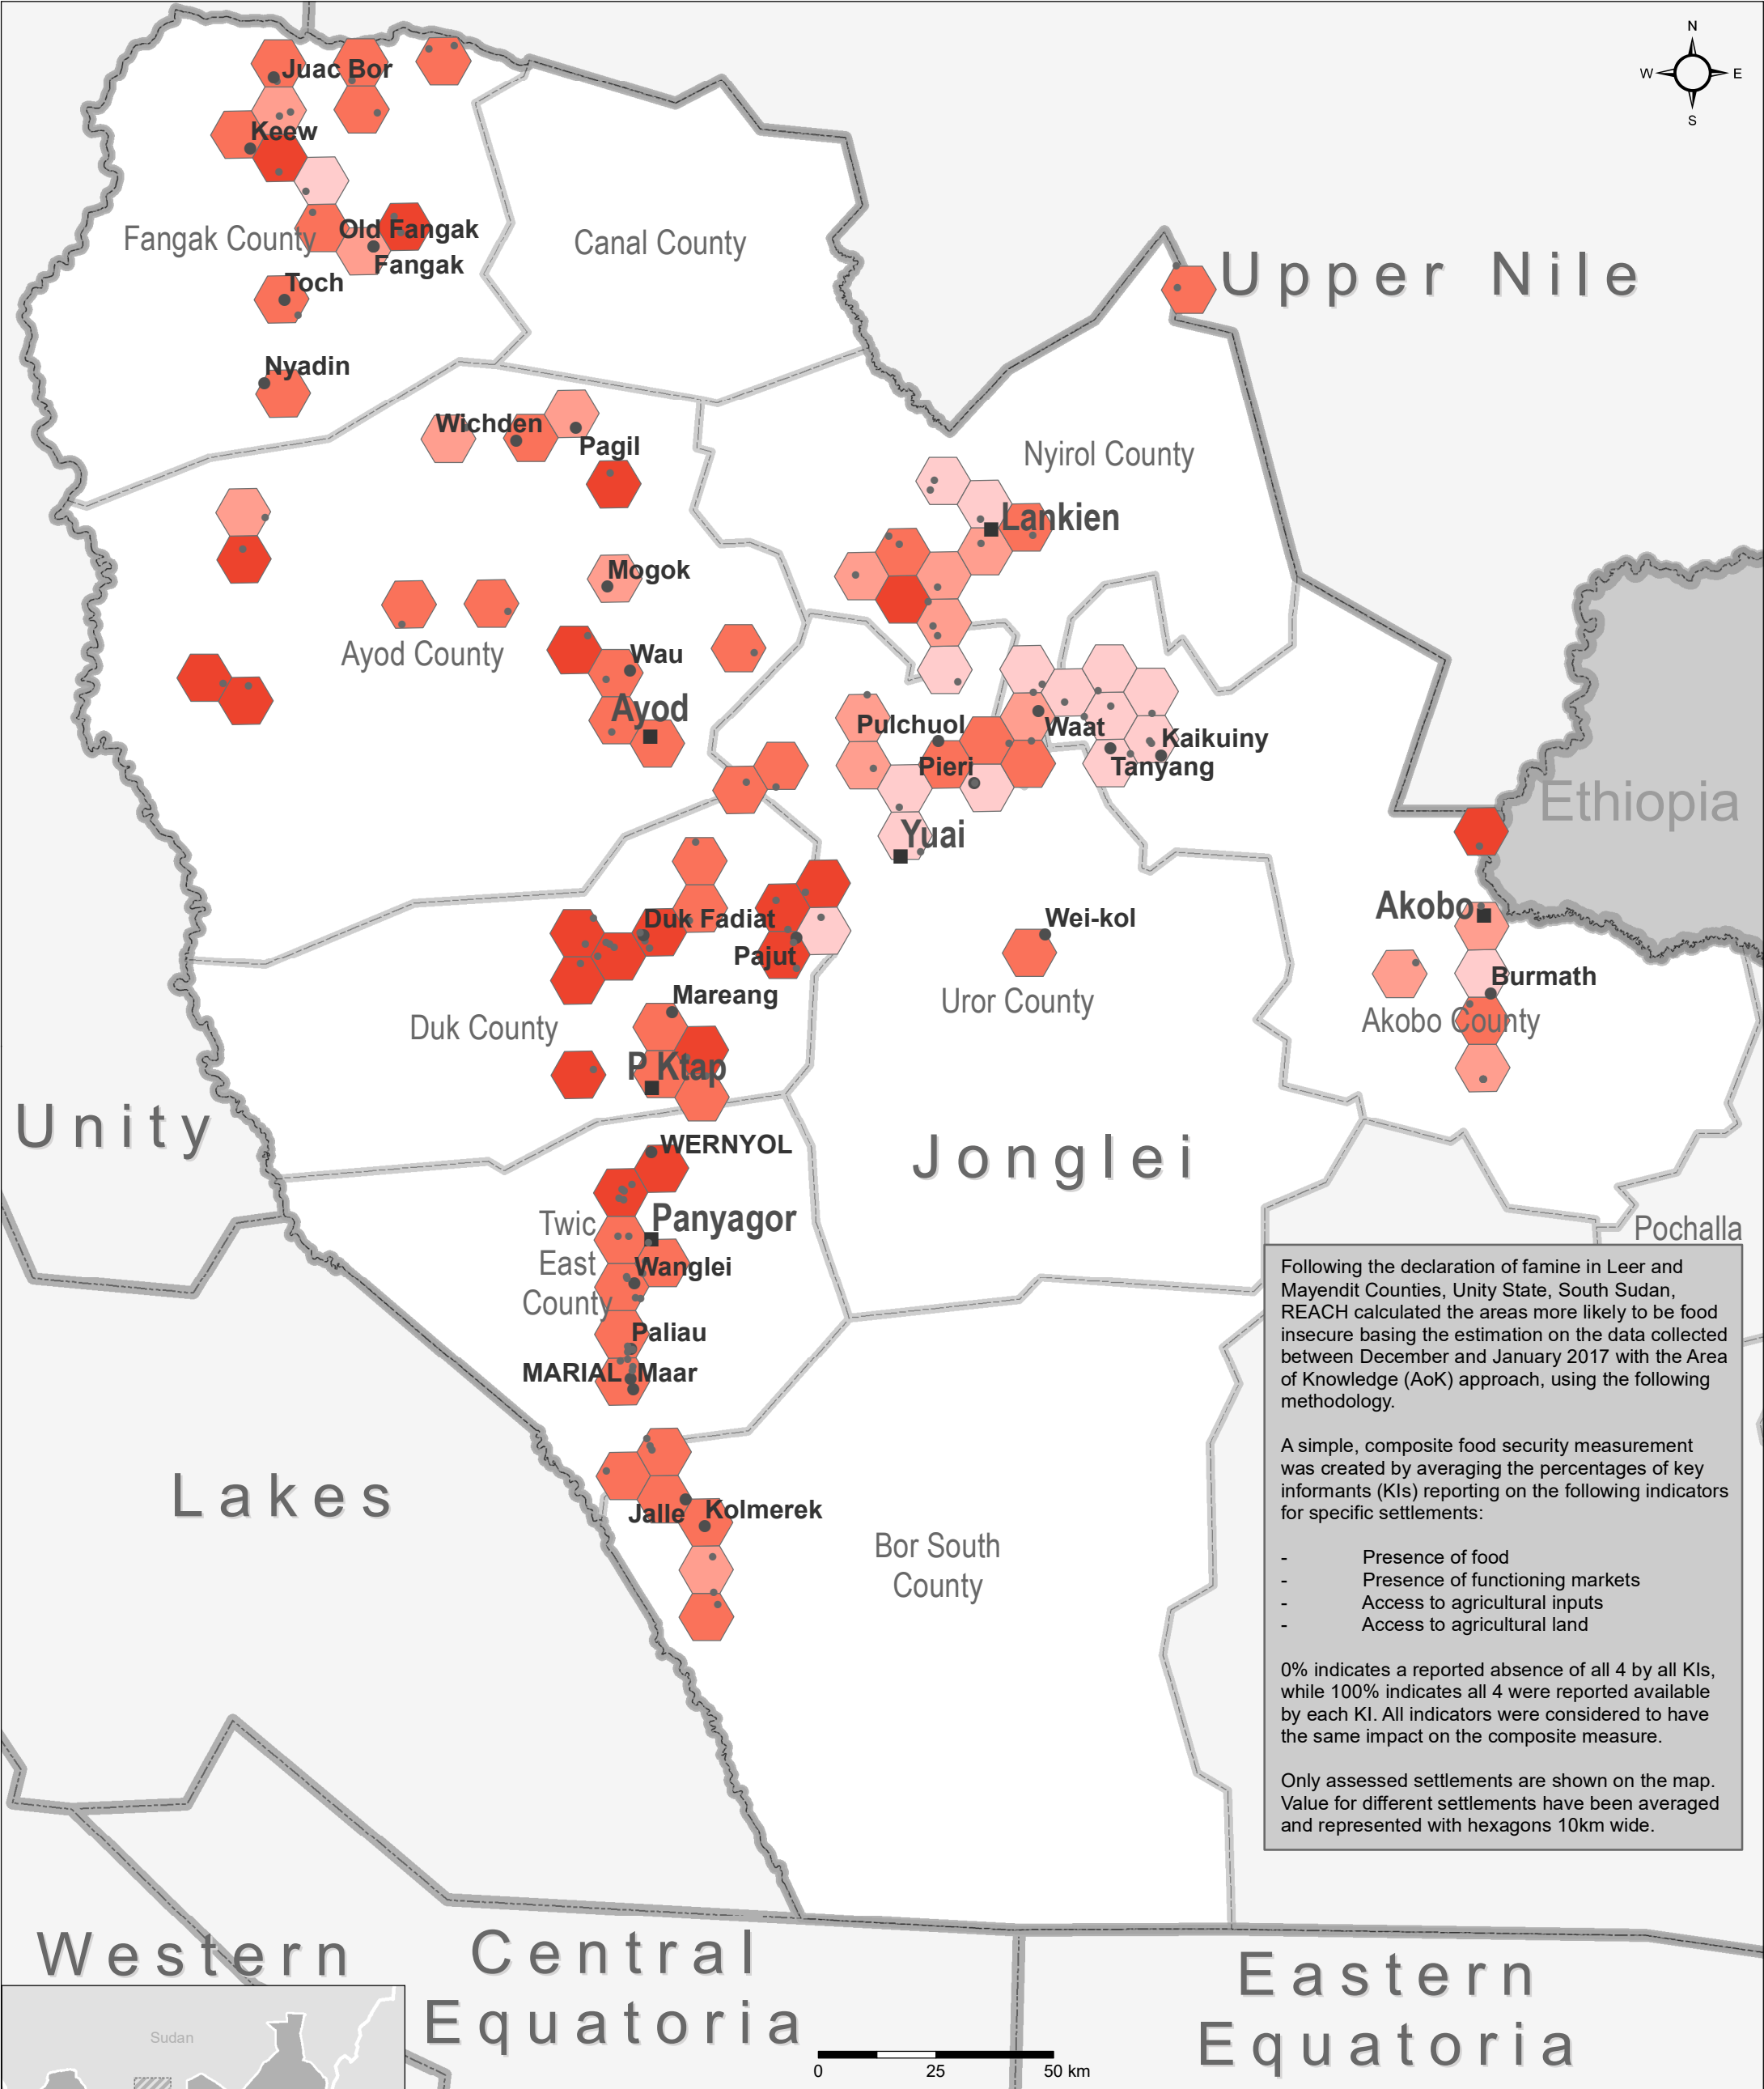 N
W
E
S
Juac Bor
Keew
Fangak County
Old Fangak
Fangak
Canal County
Upper Nile
Toch
Nyadin
Wichden
Pagil
Nyirol County
Lankien
Mogok
Ayod County
Wau
Ayod
Pulchuol
Waat
Kaikuiny
Pieri
Tanyang
Ethiopia
Yuai
Akobo
Duk Fadiat
Wei-kol
Pajut
Burmath
Mareang
Uror County
Akobo County
Duk County
P Ktap
Unity
WERNYOL
Jonglei
Twic
East
County
Panyagor
Pochalla
Wanglei
Paliau
MARIAL
Maar
Lakes
Jalle
Kolmerek
Bor South
County
Following the declaration of famine in Leer and
Mayendit Counties, Unity State, South Sudan,
REACH calculated the areas more likely to be food
insecure basing the estimation on the data collected
between December and January 2017 with the Area
of Knowledge (AoK) approach, using the following
methodology.
A simple, composite food security measurement
was created by averaging the percentages of key
informants (KIs) reporting on the following indicators
for specific settlements:
- Presence of food
- Presence of functioning markets
- Access to agricultural inputs
- Access to agricultural land
0% indicates a reported absence of all 4 by all KIs,
while 100% indicates all 4 were reported available
by each KI. All indicators were considered to have
the same impact on the composite measure.
Only assessed settlements are shown on the map.
Value for different settlements have been averaged
and represented with hexagons 10km wide.
Western
Central
Equatoria
Eastern
Equatoria
Sudan
0 25 50 km